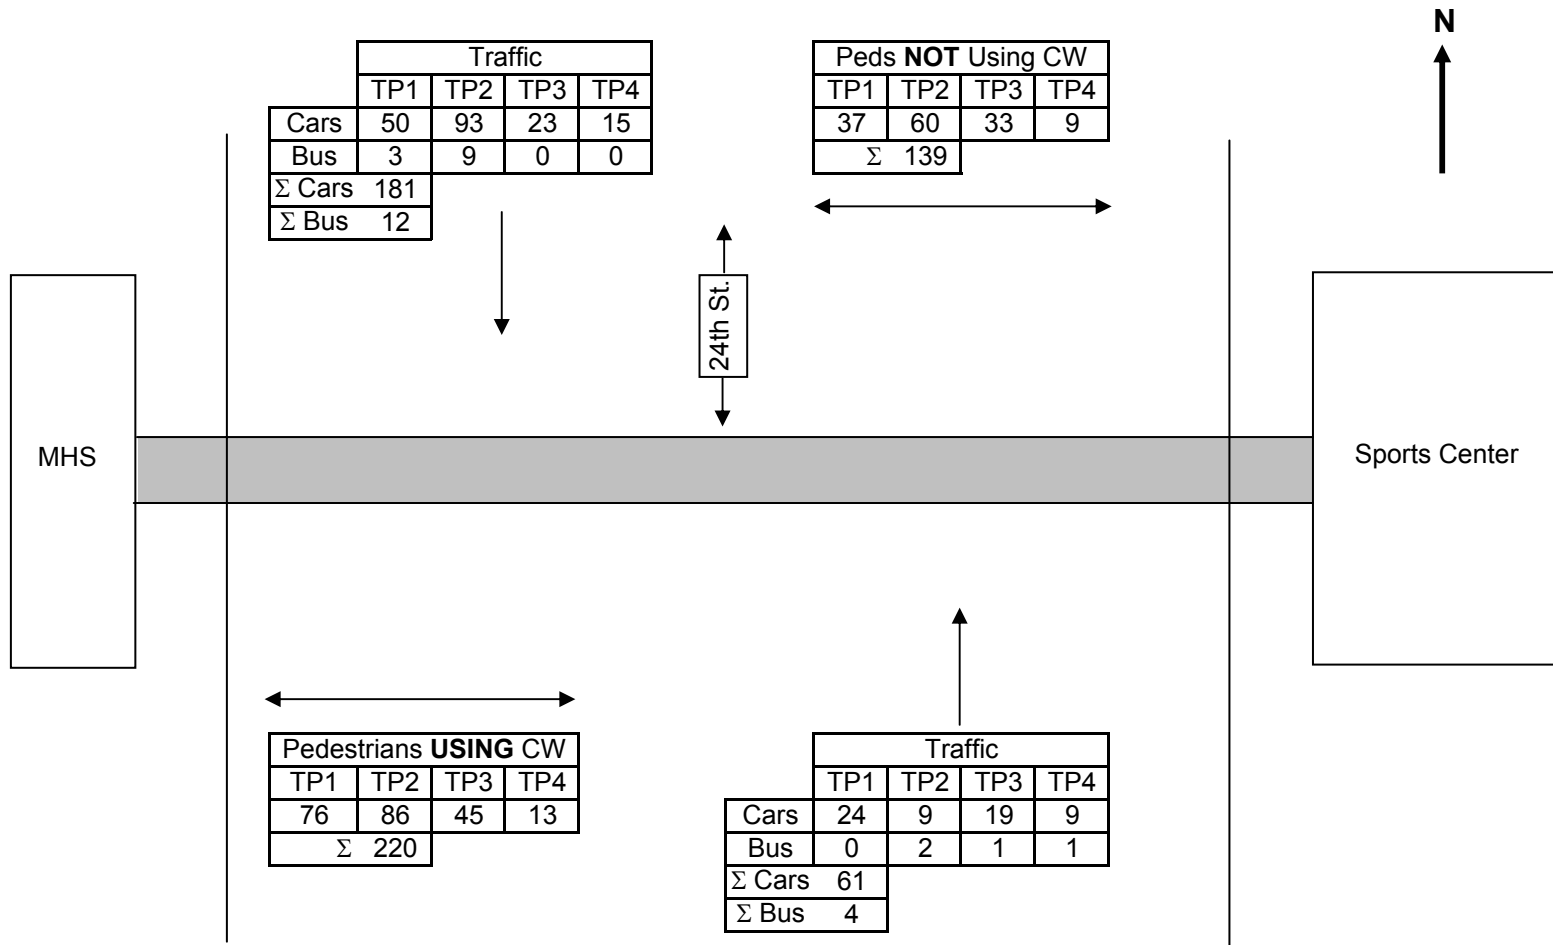 N
Traffic
TP1 TP2 TP3 TP4
Cars 50 93 23 15
Bus 3 9 0 0
Σ Cars 181
Σ Bus 12
Peds NOT Using CW
TP1 TP2 TP3 TP4
37 60 33 9
Σ 139
24th St.
MHS
Sports Center
Pedestrians USING CW
TP1 TP2 TP3 TP4
76 86 45 13
Σ 220
Traffic
TP1 TP2 TP3 TP4
Cars 24 9 19 9
Bus 0 2 1 1
Σ Cars 61
Σ Bus 4